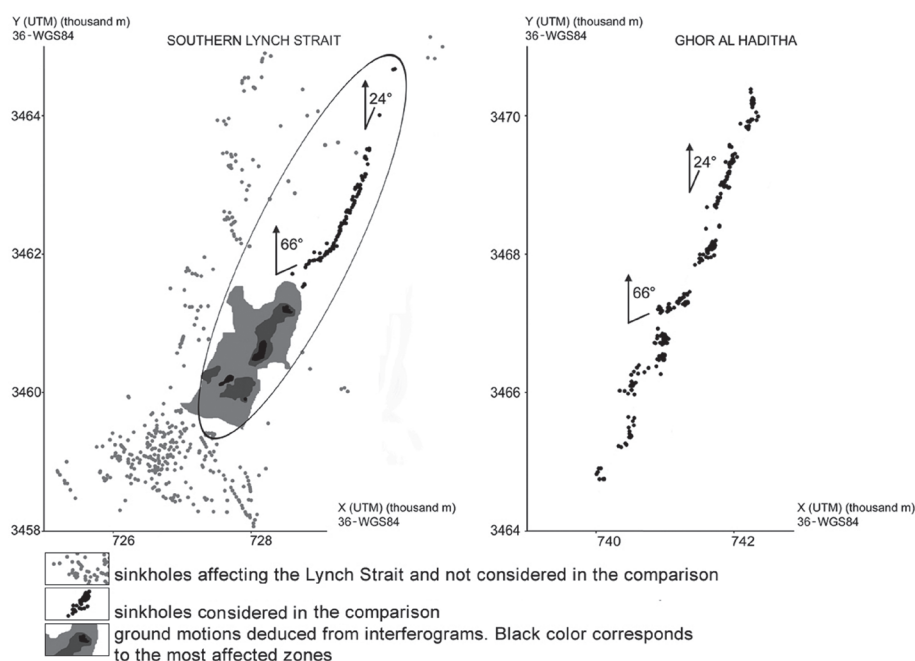 Y (UTM) (thousand m)
36-WGS84
SOUTHERN LYNCH STRAIT
3464
3462
3460
3458
24°
66°
726
728
X (UTM) (thousand m)
36-WGS84
Y (UTM) (thousand m)
36-WGS84
GHOR AL HADITHA
3470
3468
3466
3464
24°
66°
740
742
X (UTM) (thousand m)
36-WGS84
sinkholes affecting the Lynch Strait and not considered in the comparison
sinkholes considered in the comparison
ground motions deduced from interferograms. Black color corresponds
to the most affected zones